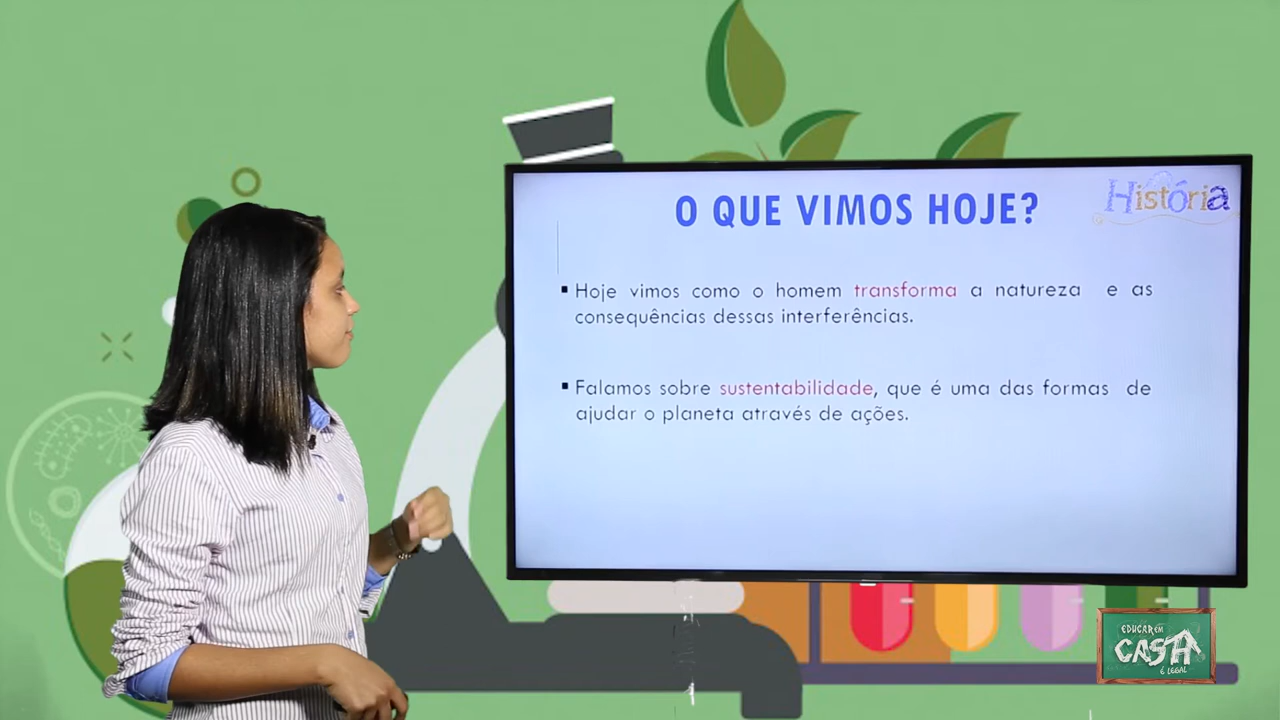 O QUE VIMOS HOJE?
História
Hoje vimos como o homem transforma a natureza e as
consequências dessas interferências.
Falamos sobre sustentabilidade, que é uma das formas de
ajudar o planeta através de ações.
EDUCAR EM
CASA
É LEGAL